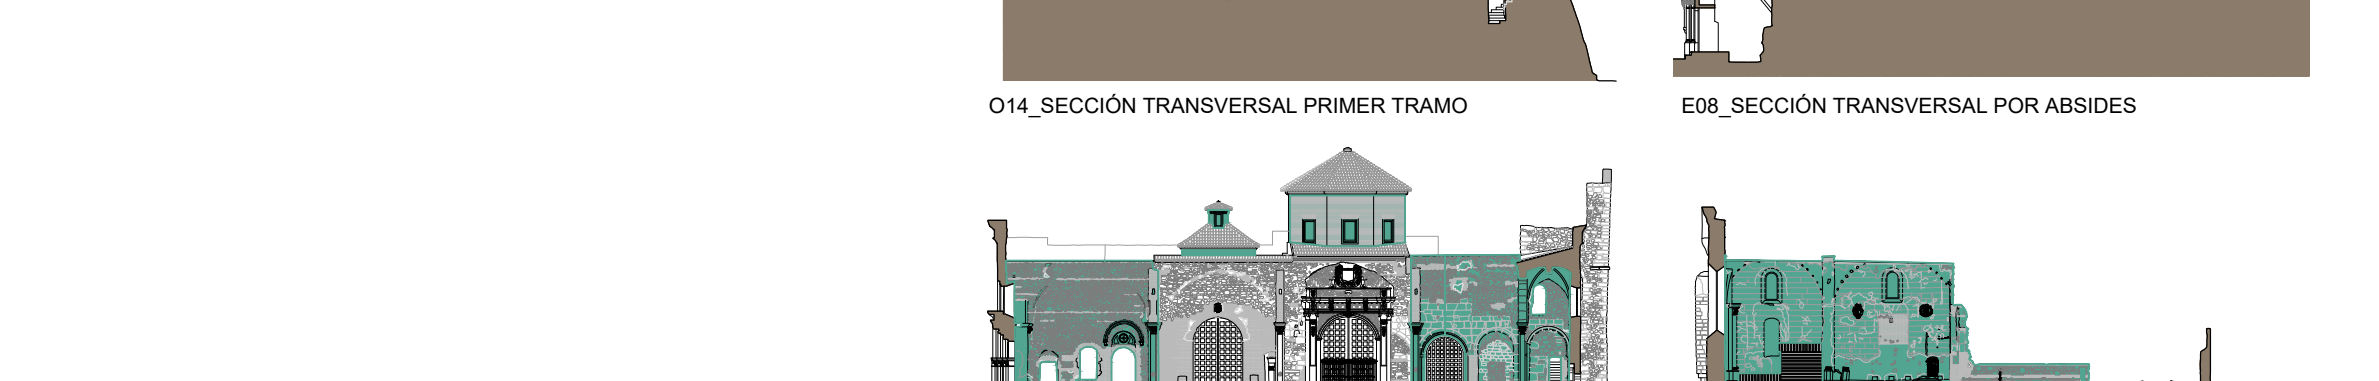 O14_SECCIÓN TRANSVERSAL PRIMER TRAMO
E08_SECCIÓN TRANSVERSAL POR ABSIDES